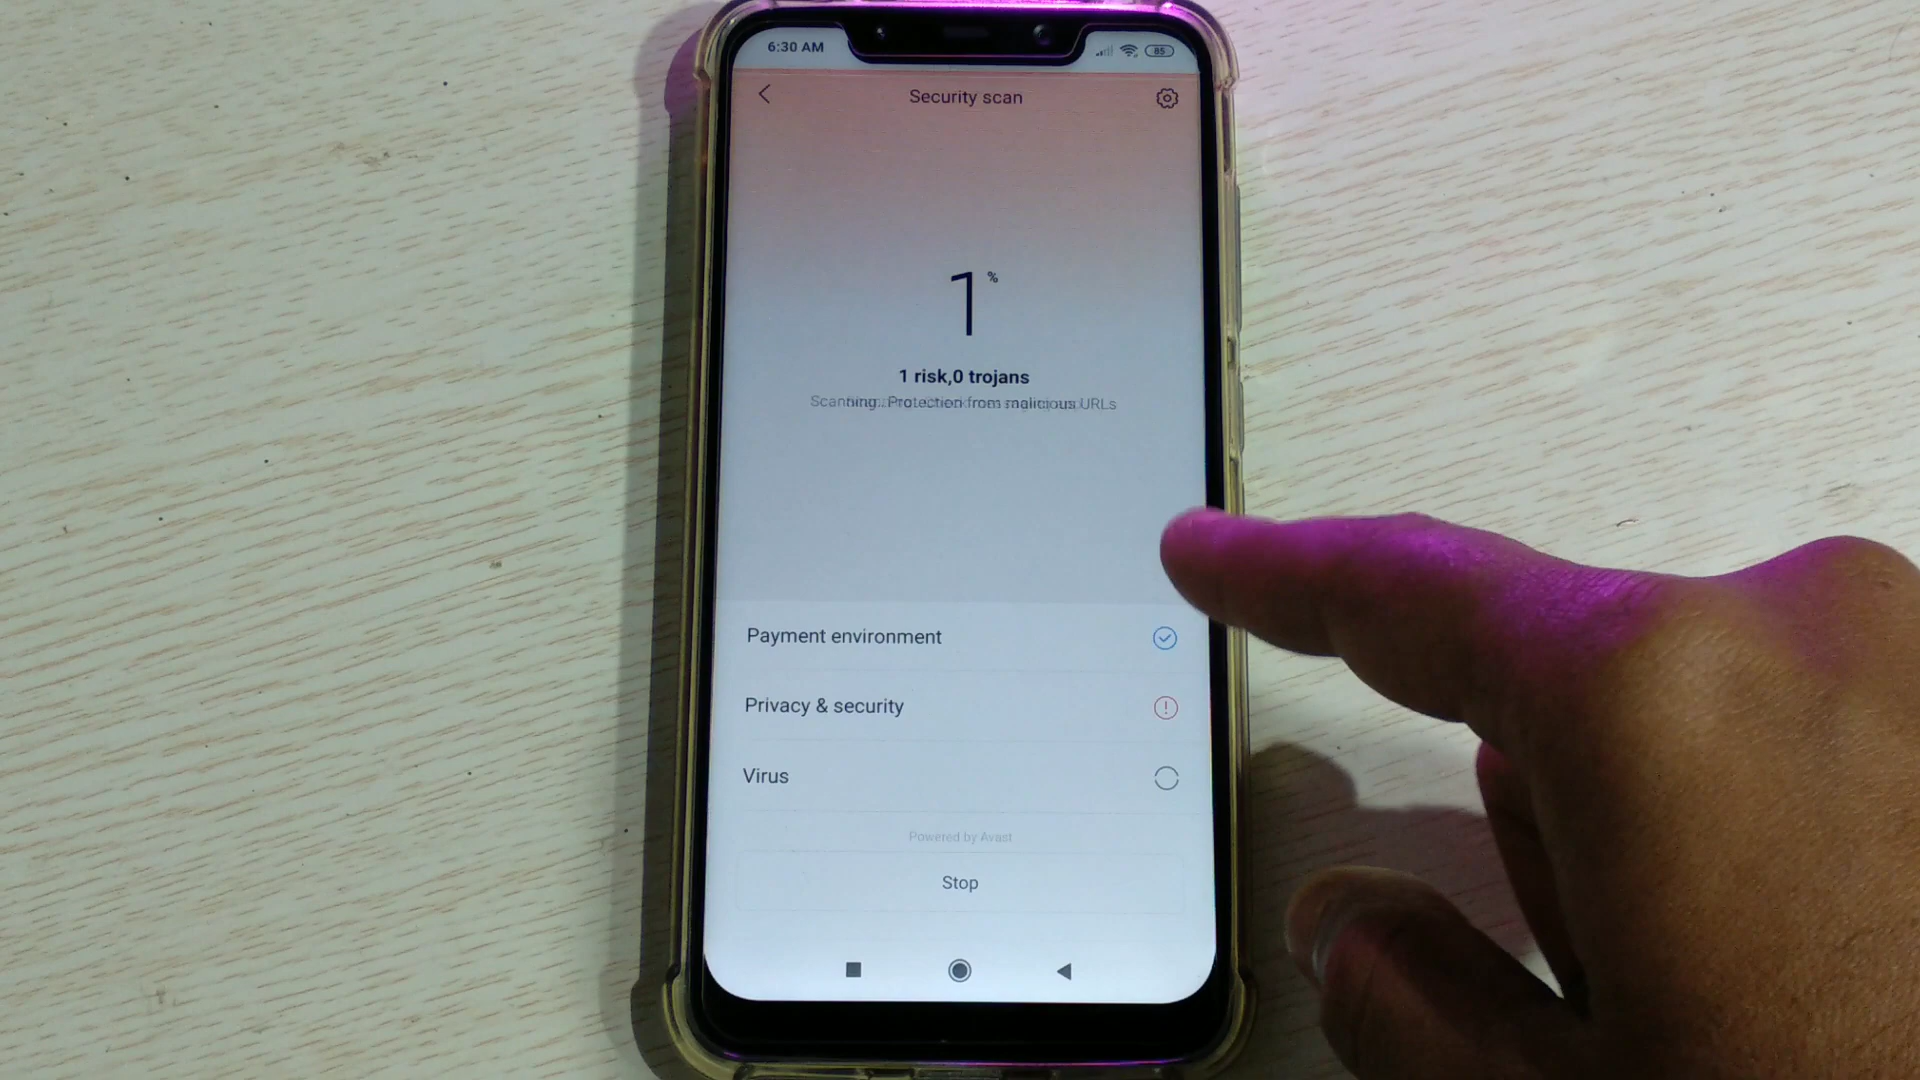 6:30 AM
85
Security scan
1%
1 risk,0 trojans
Scanning.. Protection from malicious URLs
Payment environment
Privacy & security
Virus
Powered by Avast
Stop